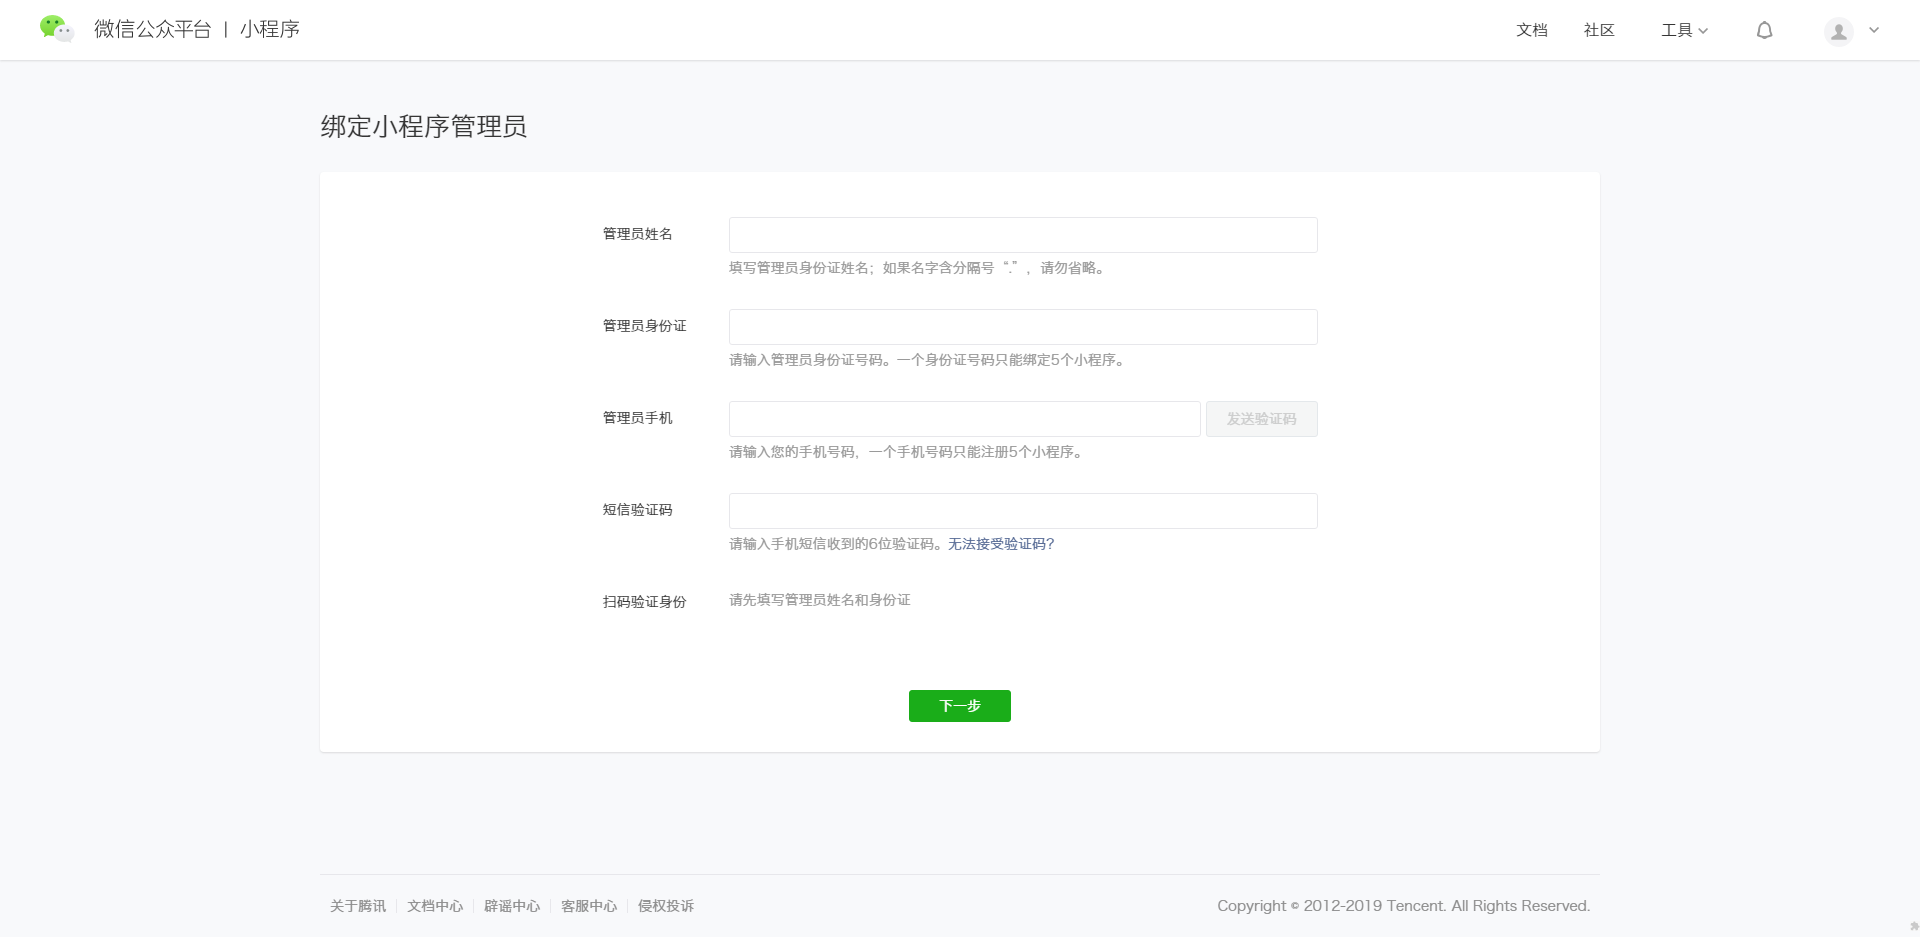 微信公众平台 | 小程序
文档 社区 工具
绑定小程序管理员
管理员姓名
填写管理员身份证姓名；如果名字含分隔号“.”，请勿省略。
管理员身份证
请输入管理员身份证号码。一个身份证号码只能绑定5个小程序。
管理员手机
发送验证码
请输入您的手机号码，一个手机号码只能注册5个小程序。
短信验证码
请输入手机短信收到的6位验证码。无法接受验证码？
扫码验证身份 请先填写管理员姓名和身份证
下一步
关于腾讯 文档中心 辟谣中心 客服中心 侵权投诉 Copyright © 2012-2019 Tencent. All Rights Reserved.